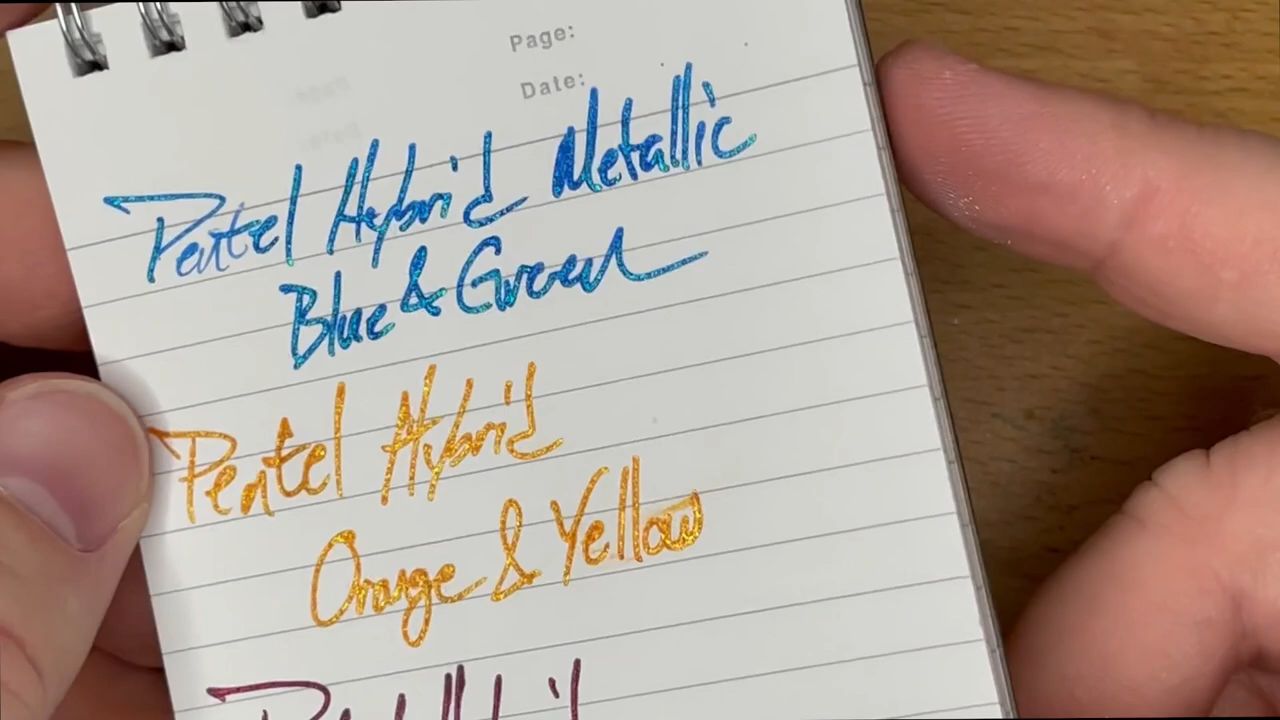 Page:
Date:
Pentel Hybrid Metallic
Blue & Green
Pentel Hybrid
Orange & Yellow